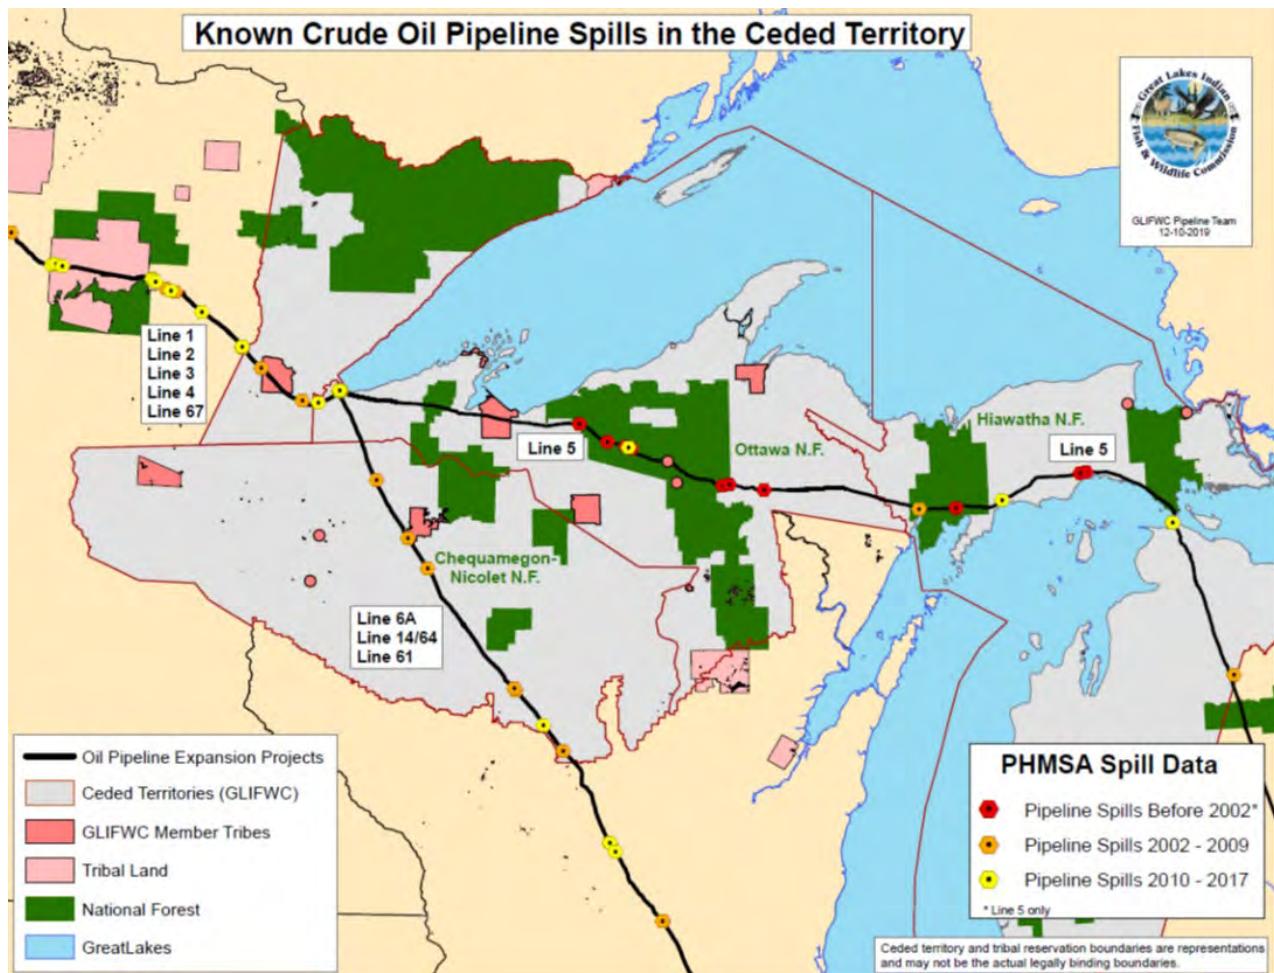 Known Crude Oil Pipeline Spills in the Ceded Territory
Great Lakes Indian
Fish & Wildlife Commission
GLIFWC Pipeline Team
12-10-2019
Line 1
Line 2
Line 3
Line 4
Line 67
Line 5
Ottawa N.F.
Hiawatha N.F.
Line 5
Chequamegon-
Nicolet N.F.
Line 6A
Line 14/64
Line 61
Oil Pipeline Expansion Projects
Ceded Territories (GLIFWC)
GLIFWC Member Tribes
Tribal Land
National Forest
GreatLakes
PHMSA Spill Data
Pipeline Spills Before 2002*
Pipeline Spills 2002 - 2009
Pipeline Spills 2010 - 2017
* Line 5 only
Ceded territory and tribal reservation boundaries are representations
and may not be the actual legally binding boundaries.